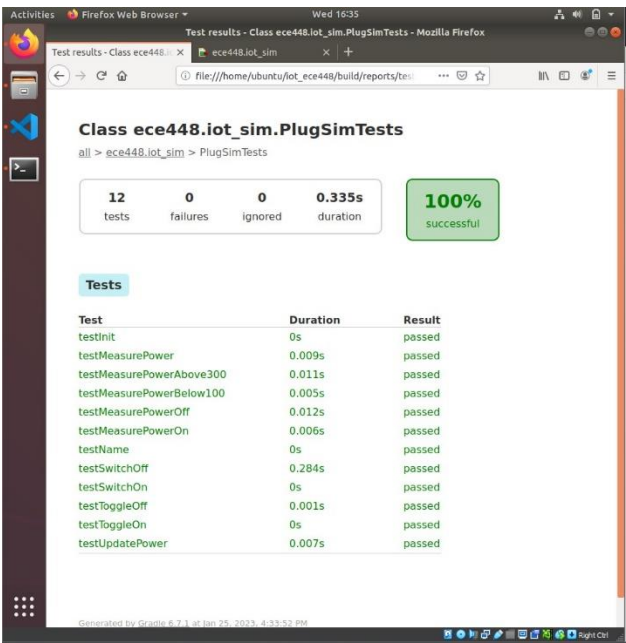 Activities Firefox Web Browser Wed 16:35
Test results - Class ece448.iot_sim.PlugSimTests - Mozilla Firefox
Test results - Class ece448.i ece448.iot_sim
file:///home/ubuntu/iot_ece448/build/reports/tes
Class ece448.iot_sim.PlugSimTests
all > ece448.iot_sim > PlugSimTests
12 0 0 0.335s 100%
tests failures ignored duration successful
Tests
Test Duration Result
testInit 0s passed
testMeasurePower 0.009s passed
testMeasurePowerAbove300 0.011s passed
testMeasurePowerBelow100 0.005s passed
testMeasurePowerOff 0.012s passed
testMeasurePowerOn 0.006s passed
testName 0s passed
testSwitchOff 0.284s passed
testSwitchOn 0s passed
testToggleOff 0.001s passed
testToggleOn 0s passed
testUpdatePower 0.007s passed
Generated by Gradle 6.7.1 at Jan 25, 2023, 4:33:52 PM
Right Ctrl